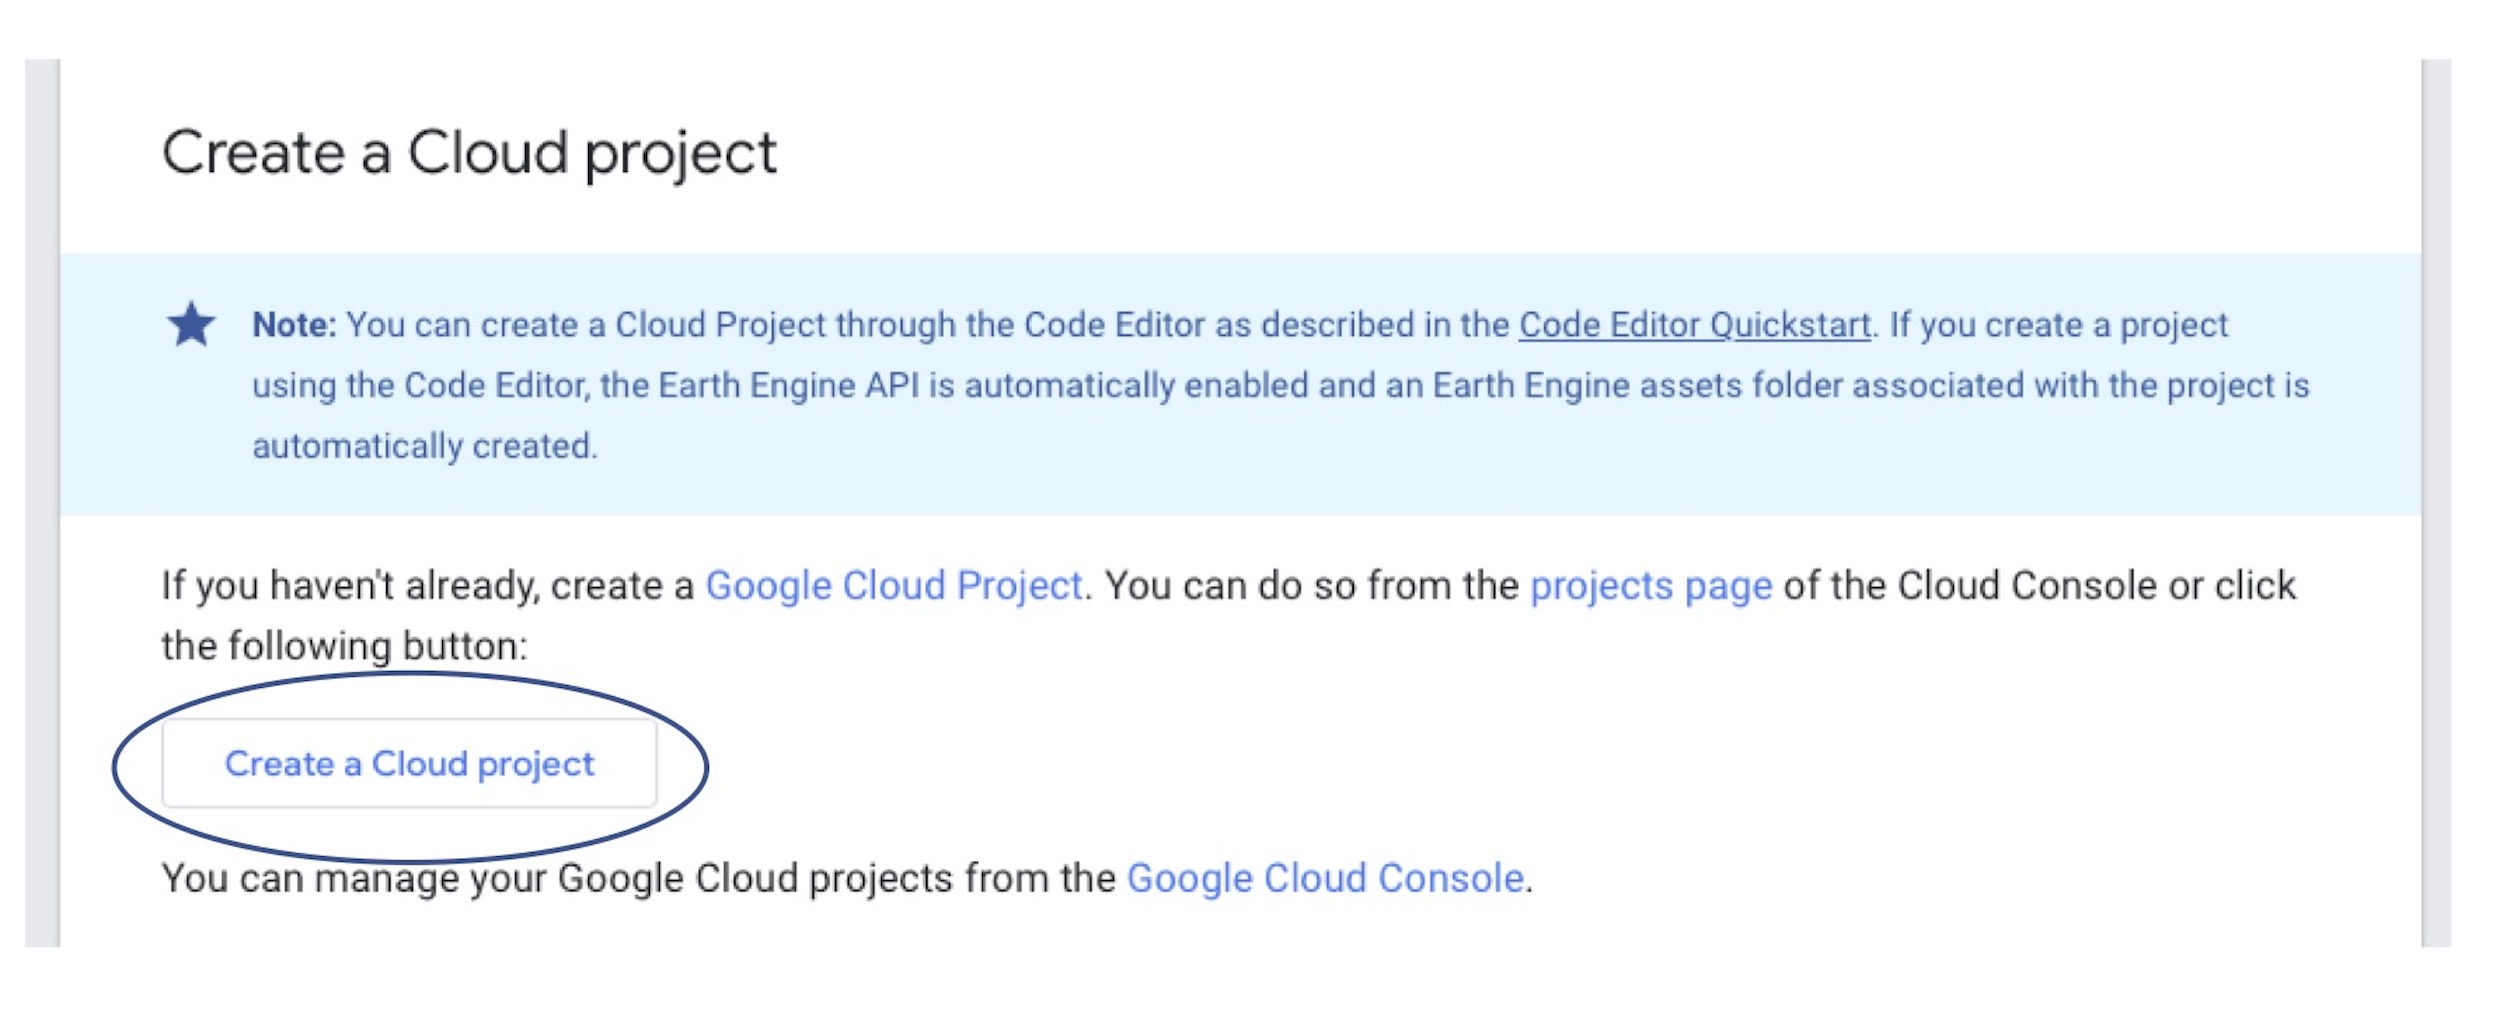 Create a Cloud project
Note: You can create a Cloud Project through the Code Editor as described in the Code Editor Quickstart. If you create a project
using the Code Editor, the Earth Engine API is automatically enabled and an Earth Engine assets folder associated with the project is
automatically created.
If you haven't already, create a Google Cloud Project. You can do so from the projects page of the Cloud Console or click
the following button:
Create a Cloud project
You can manage your Google Cloud projects from the Google Cloud Console.